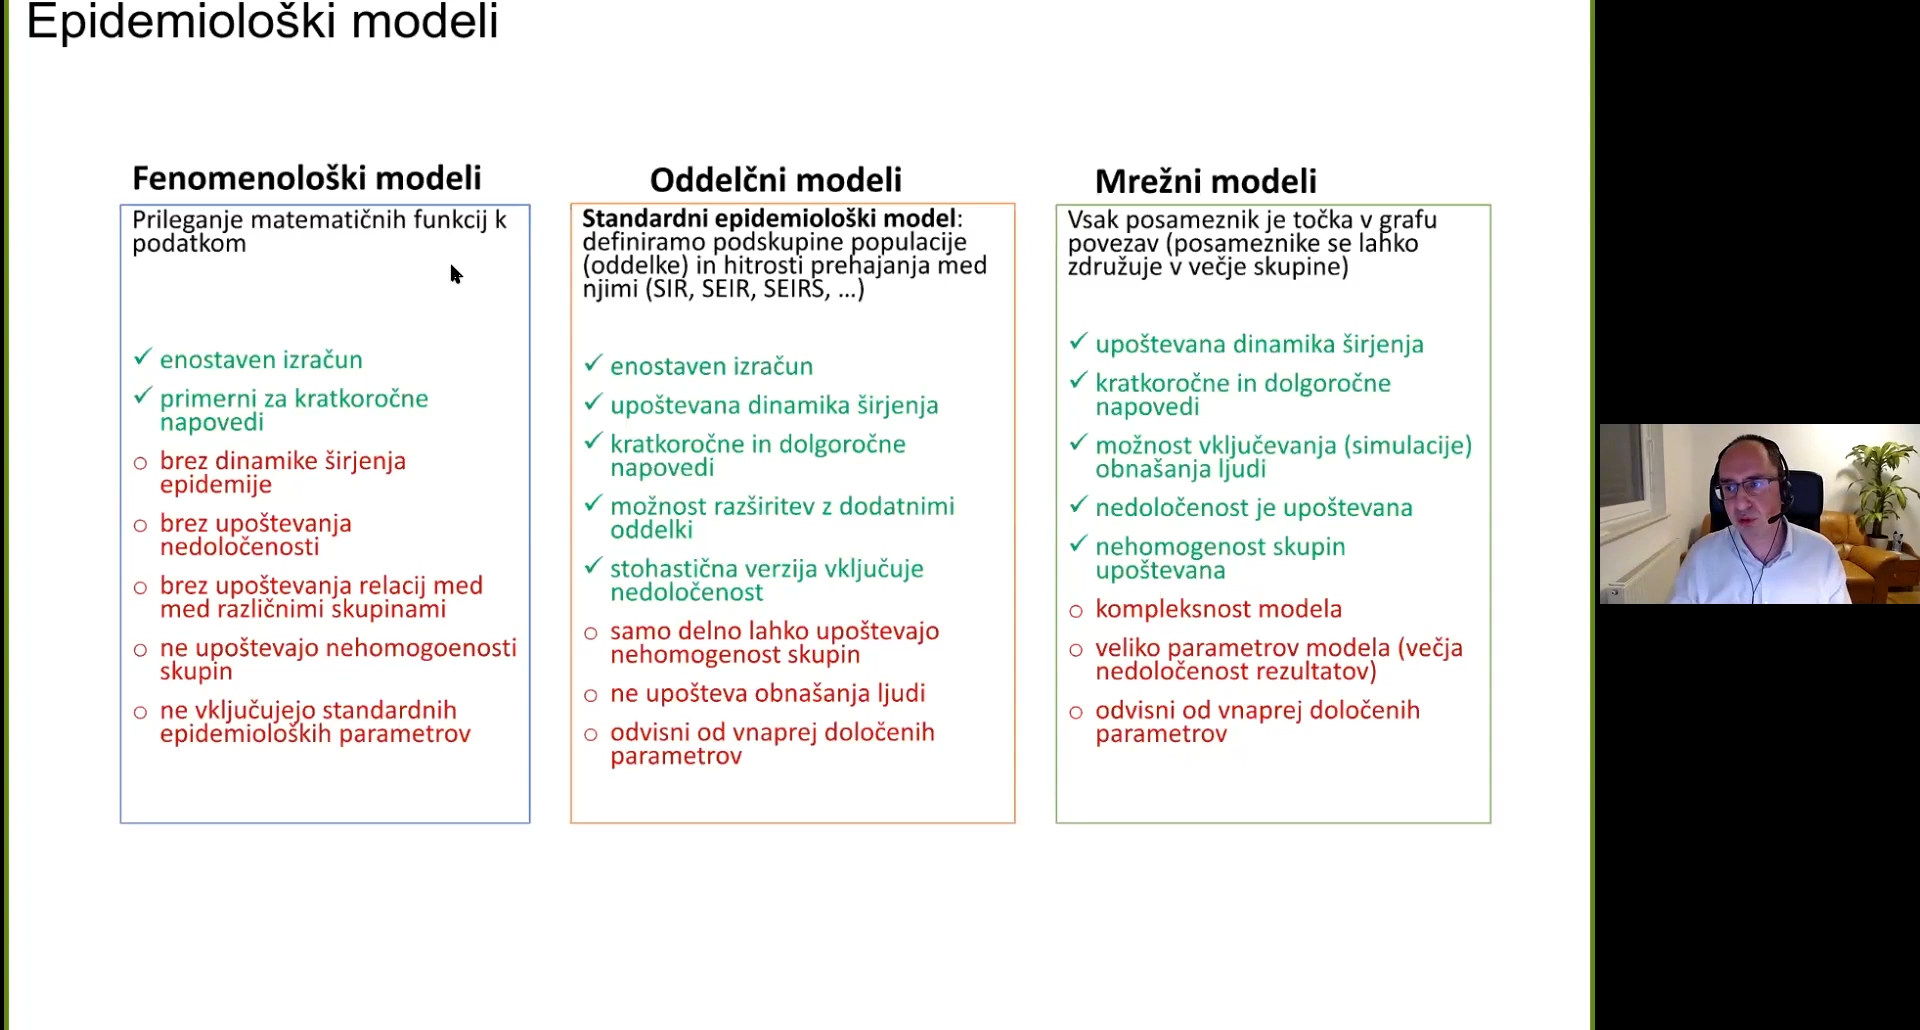 Epidemiološki modeli
Fenomenološki modeli
Prileganje matematičnih funkcij k
podatkom
✓ enostaven izračun
✓ primerni za kratkoročne
napovedi
○ brez dinamike širjenja
epidemije
○ brez upoštevanja
nedoločenosti
○ brez upoštevanja relacij med
med različnimi skupinami
○ ne upoštevajo nehomogoenosti
skupin
○ ne vključujejo standardnih
epidemioloških parametrov
Oddelčni modeli
Standardni epidemiološki model:
definiramo podskupine populacije
(oddelke) in hitrosti prehajanja med
njimi (SIR, SEIR, SEIRS, ...)
✓ enostaven izračun
✓ upoštevana dinamika širjenja
✓ kratkoročne in dolgoročne
napovedi
✓ možnost razširitev z dodatnimi
oddelki
✓ stohastična verzija vključuje
nedoločenost
○ samo delno lahko upoštevajo
nehomogenost skupin
○ ne upošteva obnašanja ljudi
○ odvisni od vnaprej določenih
parametrov
Mrežni modeli
Vsak posameznik je točka v grafu
povezav (posameznike se lahko
združuje v večje skupine)
✓ upoštevana dinamika širjenja
✓ kratkoročne in dolgoročne
napovedi
✓ možnost vključevanja (simulacije)
obnašanja ljudi
✓ nedoločenost je upoštevana
✓ nehomogenost skupin
upoštevana
○ kompleksnost modela
○ veliko parametrov modela (večja
nedoločenost rezultatov)
○ odvisni od vnaprej določenih
parametrov